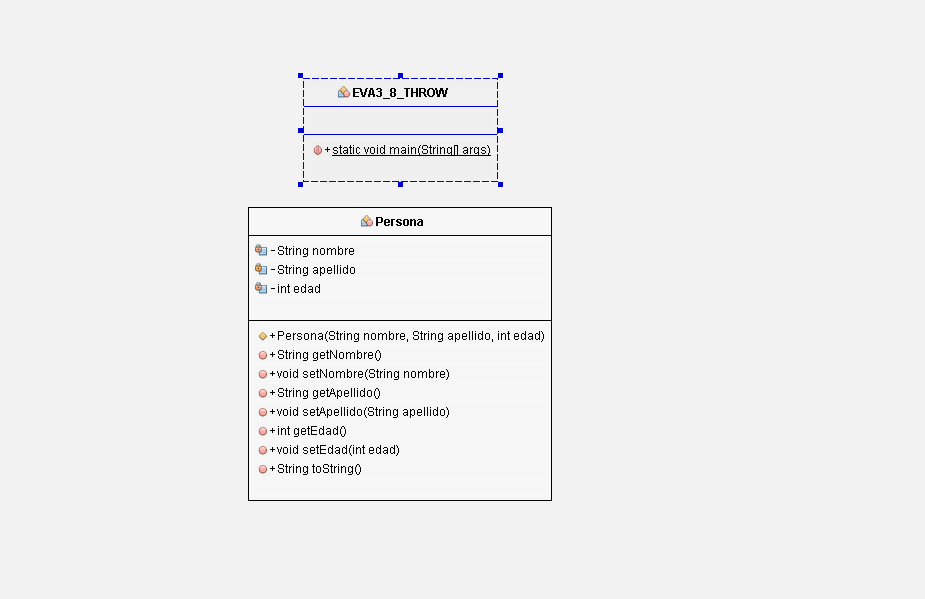 EVA3_8_THROW
+static void main(String[] args)
Persona
-String nombre
-String apellido
-int edad
+Persona(String nombre, String apellido, int edad)
+String getNombre()
+void setNombre(String nombre)
+String getApellido()
+void setApellido(String apellido)
+int getEdad()
+void setEdad(int edad)
+String toString()